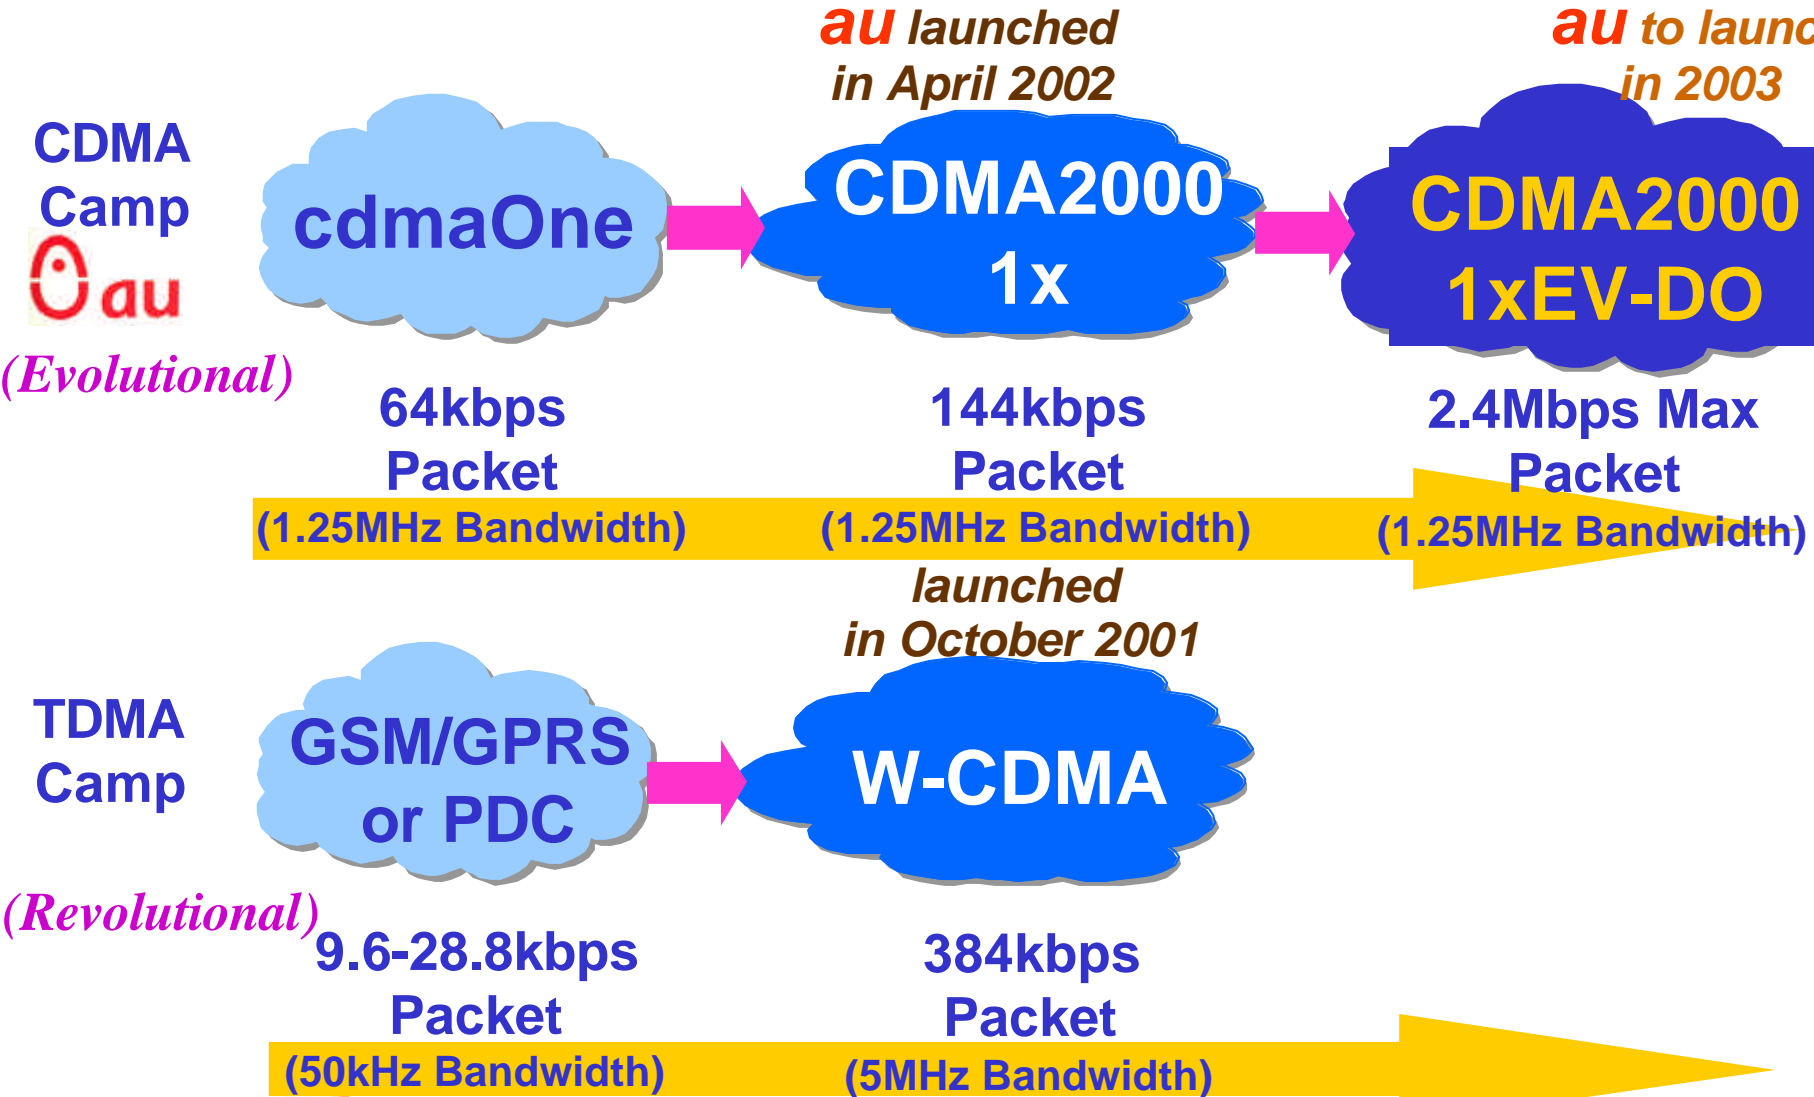 au launched
in April 2002
au to launc
in 2003
CDMA
Camp
au
(Evolutional)
cdmaOne
CDMA2000
1x
CDMA2000
1xEV-DO
64kbps
Packet
(1.25MHz Bandwidth)
144kbps
Packet
(1.25MHz Bandwidth)
2.4Mbps Max
Packet
(1.25MHz Bandwidth)
launched
in October 2001
TDMA
Camp
(Revolutional)
GSM/GPRS
or PDC
W-CDMA
9.6-28.8kbps
Packet
(50kHz Bandwidth)
384kbps
Packet
(5MHz Bandwidth)